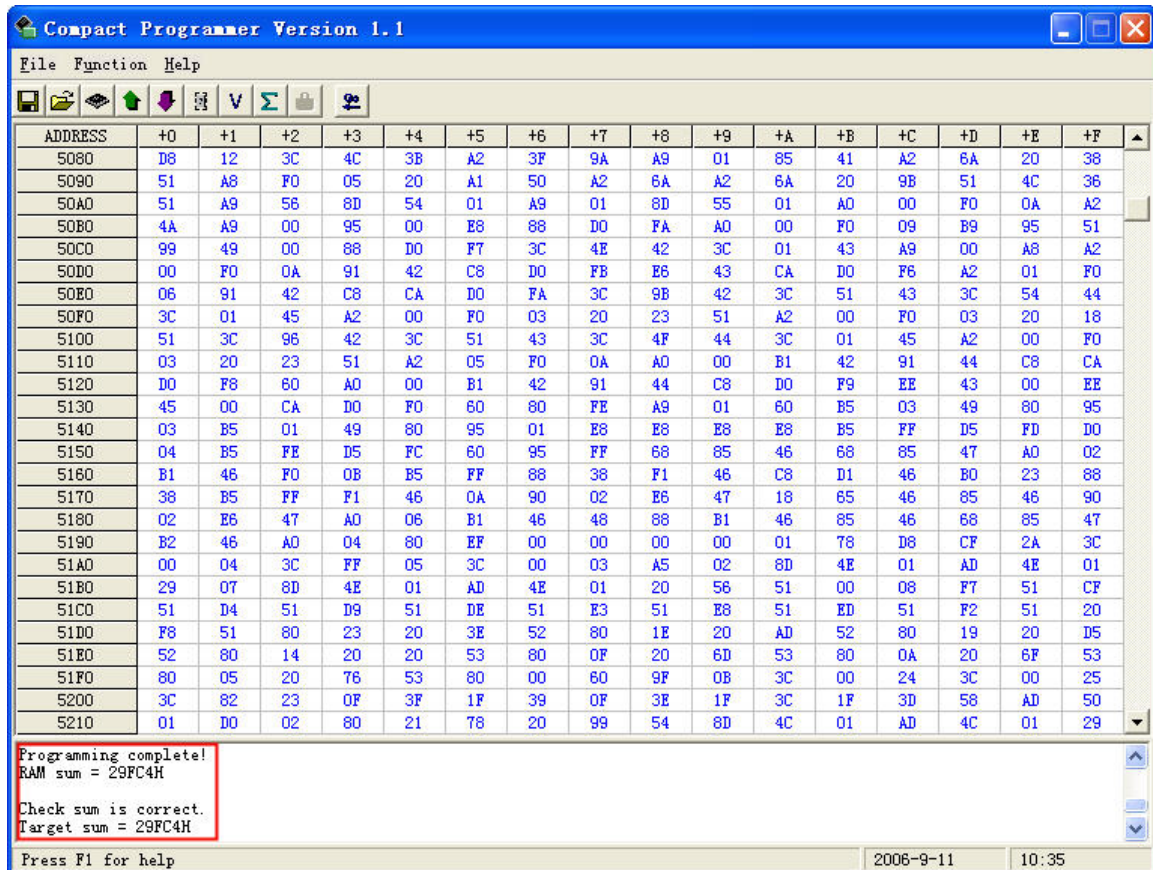 Compact Programmer Version 1.1
File Function Help
V Σ
ADDRESS +0 +1 +2 +3 +4 +5 +6 +7 +8 +9 +A +B +C +D +E +F
5080 D8 12 3C 4C 3B A2 3F 9A A9 01 85 41 A2 6A 20 38
5090 51 A8 F0 05 20 A1 50 A2 6A A2 6A 20 9B 51 4C 36
50A0 51 A9 56 8D 54 01 A9 01 8D 55 01 A0 00 F0 0A A2
50B0 4A A9 00 95 00 E8 88 D0 FA A0 00 F0 09 B9 95 51
50C0 99 49 00 88 D0 F7 3C 4E 42 3C 01 43 A9 00 A8 A2
50D0 00 F0 0A 91 42 C8 D0 FB E6 43 CA D0 F6 A2 01 F0
50E0 06 91 42 C8 CA D0 FA 3C 9B 42 3C 51 43 3C 54 44
50F0 3C 01 45 A2 00 F0 03 20 23 51 A2 00 F0 03 20 18
5100 51 3C 96 42 3C 51 43 3C 4F 44 3C 01 45 A2 00 F0
5110 03 20 23 51 A2 05 F0 0A A0 00 B1 42 91 44 C8 CA
5120 D0 F8 60 A0 00 B1 42 91 44 C8 D0 F9 EE 43 00 EE
5130 45 00 CA D0 F0 60 80 FE A9 01 60 B5 03 49 80 95
5140 03 B5 01 49 80 95 01 E8 E8 E8 E8 B5 FF D5 FD D0
5150 04 B5 FE D5 FC 60 95 FF 68 85 46 68 85 47 A0 02
5160 B1 46 F0 0B B5 FF 88 38 F1 46 C8 D1 46 B0 23 88
5170 38 B5 FF F1 46 0A 90 02 E6 47 18 65 46 85 46 90
5180 02 E6 47 A0 06 B1 46 48 88 B1 46 85 46 68 85 47
5190 B2 46 A0 04 80 EF 00 00 00 00 01 78 D8 CF 2A 3C
51A0 00 04 3C FF 05 3C 00 03 A5 02 8D 4E 01 AD 4E 01
51B0 29 07 8D 4E 01 AD 4E 01 20 56 51 00 08 F7 51 CF
51C0 51 D4 51 D9 51 DE 51 E3 51 E8 51 ED 51 F2 51 20
51D0 F8 51 80 23 20 3E 52 80 1E 20 AD 52 80 19 20 D5
51E0 52 80 14 20 20 53 80 0F 20 6D 53 80 0A 20 6F 53
51F0 80 05 20 76 53 80 00 60 9F 0B 3C 00 24 3C 00 25
5200 3C 82 23 0F 3F 1F 39 0F 3E 1F 3C 1F 3D 58 AD 50
5210 01 D0 02 80 21 78 20 99 54 8D 4C 01 AD 4C 01 29
Programming complete!
RAM sum = 29FC4H
Check sum is correct.
Target sum = 29FC4H
Press F1 for help 2006-9-11 10:35